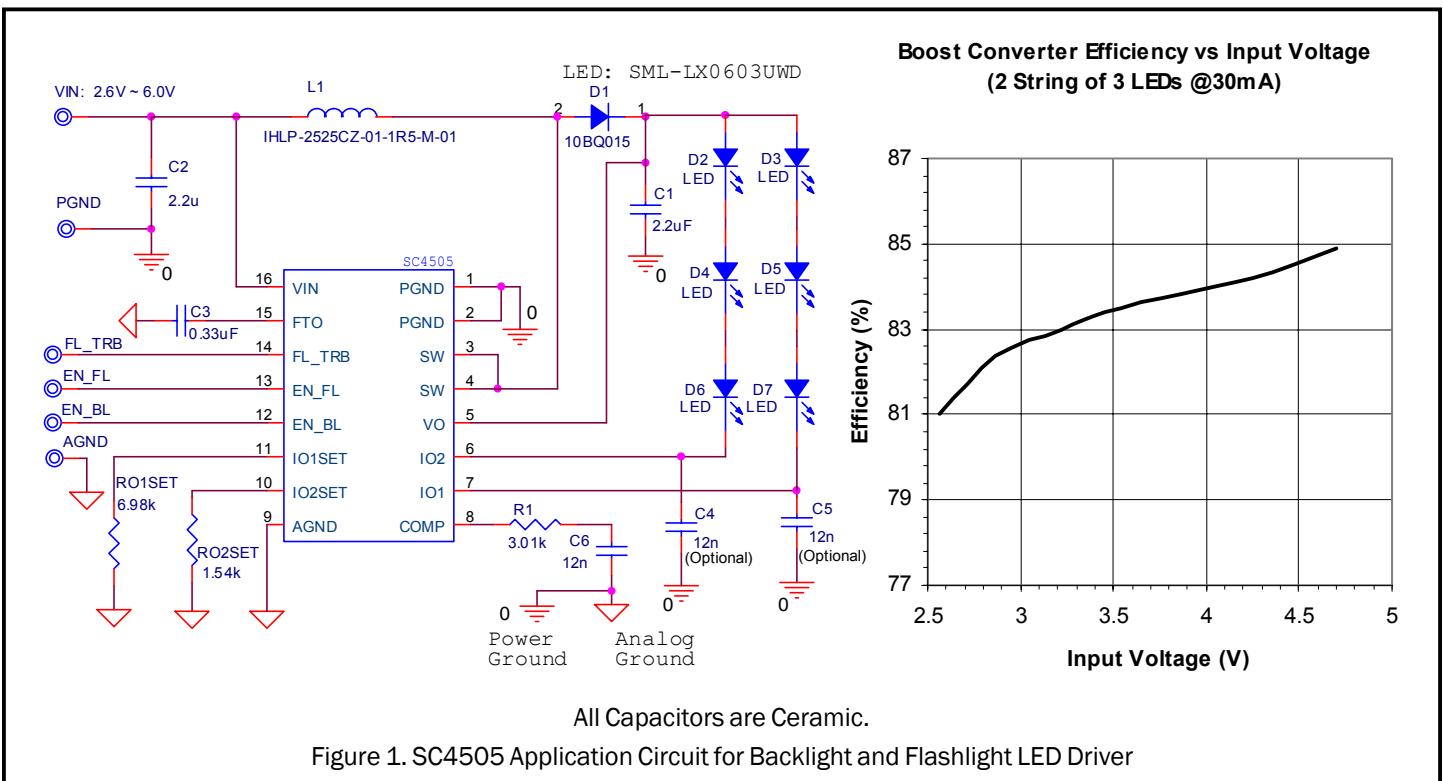 LED: SML-LX0603UWD
VIN: 2.6V ~ 6.0V
L1
IHLP-2525CZ-01-1R5-M-01
2
D1
1
10BQ015
C2
2.2u
PGND
0
C1
2.2uF
0
D2
LED
D3
LED
D4
LED
D5
LED
D6
LED
D7
LED
SC4505
16
VIN
PGND
1
0
C3
0.33uF
15
FTO
PGND
2
FL_TRB
14
FL_TRB
SW
3
EN_FL
13
EN_FL
SW
4
EN_BL
12
EN_BL
VO
5
AGND
11
IO1SET
IO2
6
RO1SET
6.98k
10
IO2SET
IO1
7
RO2SET
1.54k
9
AGND
COMP
8
R1
3.01k
C6
12n
C4
12n
(Optional)
0
C5
12n
(Optional)
0
0
Power
Ground
Analog
Ground
Boost Converter Efficiency vs Input Voltage
(2 String of 3 LEDs @30mA)
87
85
83
81
79
77
Efficiency (%)
2.5 3 3.5 4 4.5 5
Input Voltage (V)
All Capacitors are Ceramic.
Figure 1. SC4505 Application Circuit for Backlight and Flashlight LED Driver